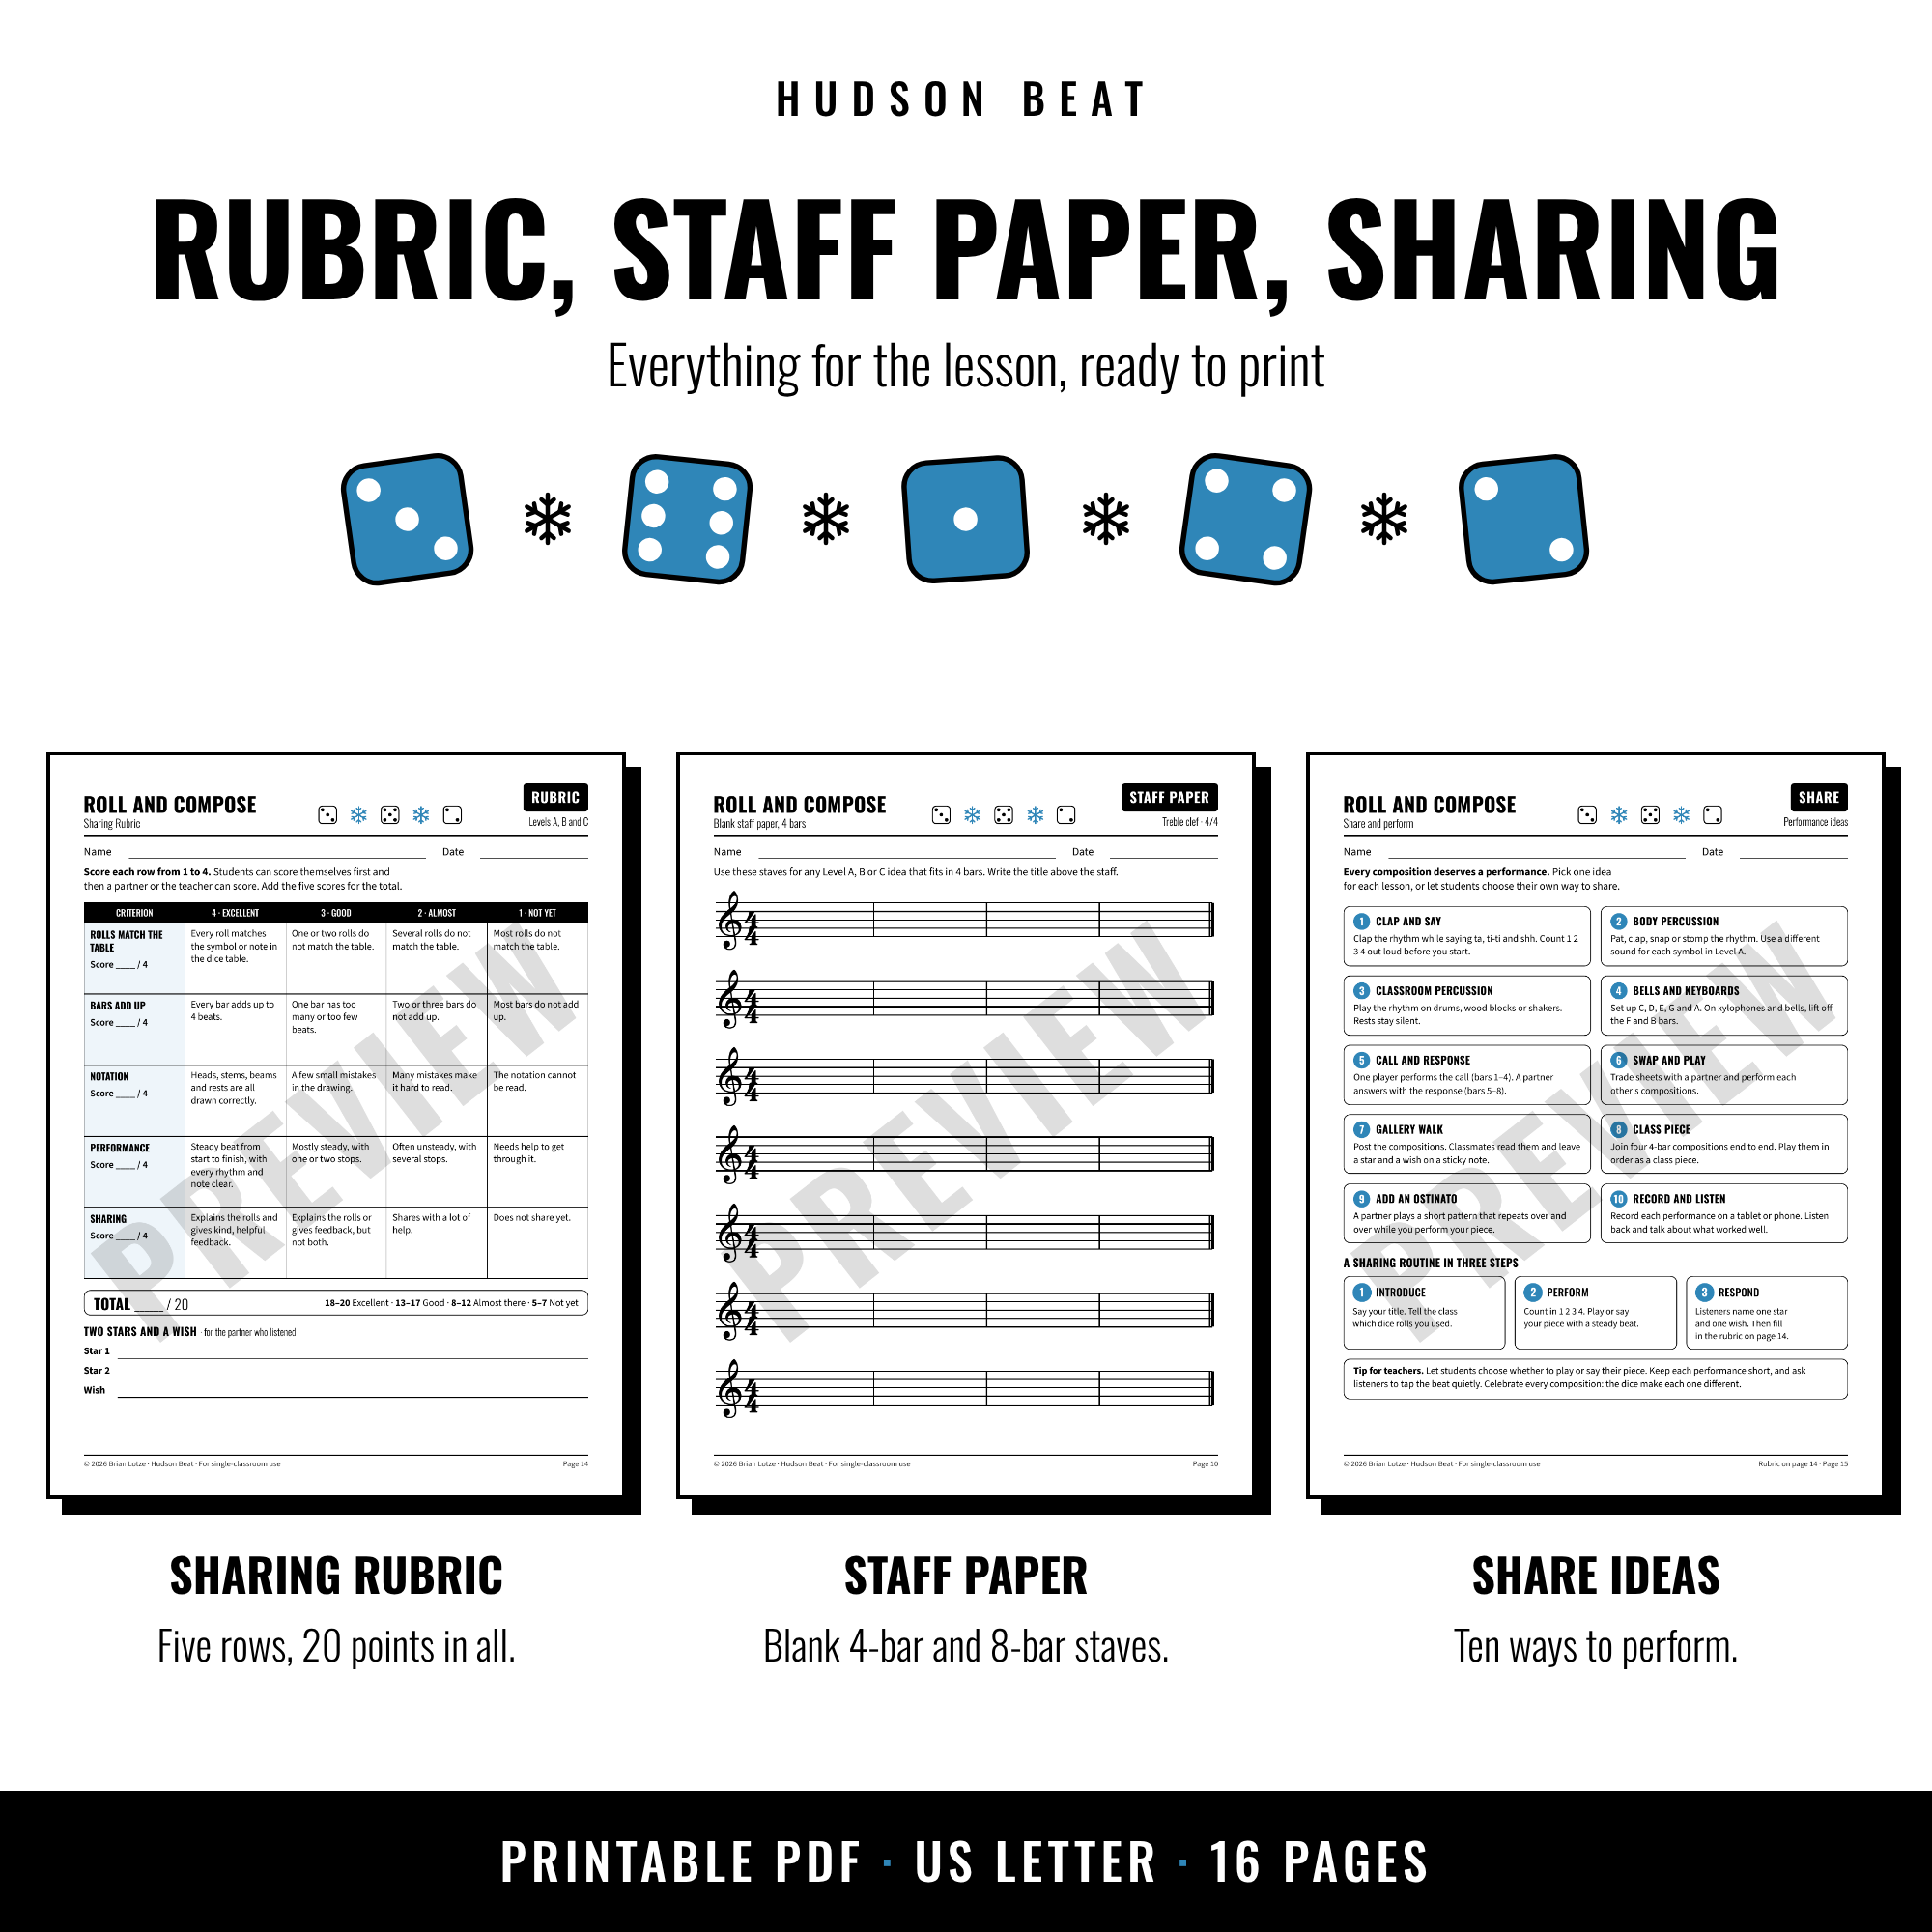 HUDSON BEAT
RUBRIC, STAFF PAPER, SHARING
Everything for the lesson, ready to print
ROLL AND COMPOSE
RUBRIC
Sharing Rubric
Levels A, B and C
Name
Date
Score each row from 1 to 4. Students can score themselves first and
then a partner or the teacher can score. Add the five scores for the total.
CRITERION
4 · EXCELLENT
3 · GOOD
2 · ALMOST
1 · NOT YET
ROLLS MATCH THE
TABLE
Score ____ / 4
Every roll matches
the symbol or note in
the dice table.
One or two rolls do
not match the table.
Several rolls do not
match the table.
Most rolls do not
match the table.
BARS ADD UP
Score ____ / 4
Every bar adds up to
4 beats.
One bar has too
many or too few
beats.
Two or three bars do
not add up.
Most bars do not add
up.
NOTATION
Score ____ / 4
Heads, stems, beams
and rests are all
drawn correctly.
A few small mistakes
in the drawing.
Many mistakes make
it hard to read.
The notation cannot
be read.
PERFORMANCE
Score ____ / 4
Steady beat from
start to finish, with
every rhythm and
note clear.
Mostly steady, with
one or two stops.
Often unsteady, with
several stops.
Needs help to get
through it.
SHARING
Score ____ / 4
Explains the rolls and
gives kind, helpful
feedback.
Explains the rolls or
gives feedback, but
not both.
Shares with a lot of
help.
Does not share yet.
TOTAL _____ / 20
18–20 Excellent · 13–17 Good · 8–12 Almost there · 5–7 Not yet
TWO STARS AND A WISH · for the partner who listened
Star 1
Star 2
Wish
© 2026 Brian Lotze · Hudson Beat · For single-classroom use
Page 14
PREVIEW
ROLL AND COMPOSE
STAFF PAPER
Blank staff paper, 4 bars
Treble clef · 4/4
Name
Date
Use these staves for any Level A, B or C idea that fits in 4 bars. Write the title above the staff.
© 2026 Brian Lotze · Hudson Beat · For single-classroom use
Page 10
PREVIEW
ROLL AND COMPOSE
SHARE
Share and perform
Performance ideas
Name
Date
Every composition deserves a performance. Pick one idea
for each lesson, or let students choose their own way to share.
1 CLAP AND SAY
Clap the rhythm while saying ta, ti-ti and shh. Count 1 2
3 4 out loud before you start.
2 BODY PERCUSSION
Pat, clap, snap or stomp the rhythm. Use a different
sound for each symbol in Level A.
3 CLASSROOM PERCUSSION
Play the rhythm on drums, wood blocks or shakers.
Rests stay silent.
4 BELLS AND KEYBOARDS
Set up C, D, E, G and A. On xylophones and bells, lift off
the F and B bars.
5 CALL AND RESPONSE
One player performs the call (bars 1–4). A partner
answers with the response (bars 5–8).
6 SWAP AND PLAY
Trade sheets with a partner and perform each
other's compositions.
7 GALLERY WALK
Post the compositions. Classmates read them and leave
a star and a wish on a sticky note.
8 CLASS PIECE
Join four 4-bar compositions end to end. Play them in
order as a class piece.
9 ADD AN OSTINATO
A partner plays a short pattern that repeats over and
over while you perform your piece.
10 RECORD AND LISTEN
Record each performance on a tablet or phone. Listen
back and talk about what worked well.
A SHARING ROUTINE IN THREE STEPS
1 INTRODUCE
Say your title. Tell the class
which dice rolls you used.
2 PERFORM
Count in 1 2 3 4. Play or say
your piece with a steady beat.
3 RESPOND
Listeners name one star
and one wish. Then fill
in the rubric on page 14.
Tip for teachers. Let students choose whether to play or say their piece. Keep each performance short, and ask
listeners to tap the beat quietly. Celebrate every composition: the dice make each one different.
© 2026 Brian Lotze · Hudson Beat · For single-classroom use
Rubric on page 14 · Page 15
PREVIEW
SHARING RUBRIC
Five rows, 20 points in all.
STAFF PAPER
Blank 4-bar and 8-bar staves.
SHARE IDEAS
Ten ways to perform.
PRINTABLE PDF · US LETTER · 16 PAGES